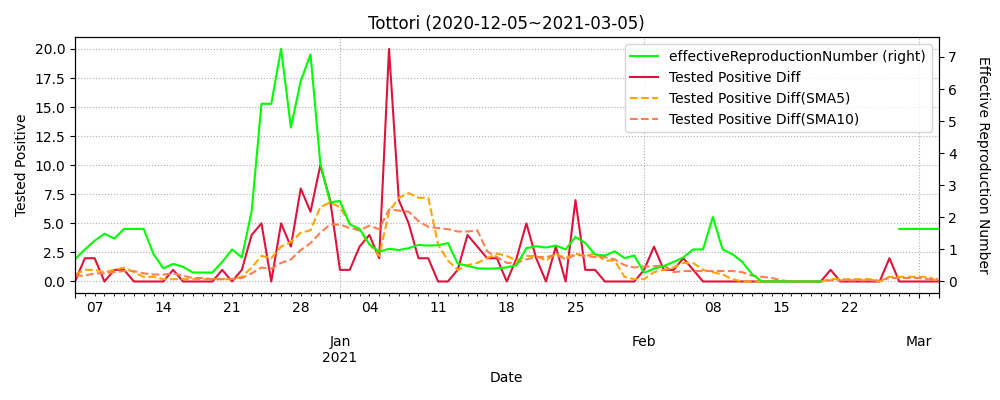 Tottori (2020-12-05~2021-03-05)
effectiveReproductionNumber (right)
Tested Positive Diff
Tested Positive Diff(SMA5)
Tested Positive Diff(SMA10)
Tested Positive
20.0
17.5
15.0
12.5
10.0
7.5
5.0
2.5
0.0
Effective Reproduction Number
7
6
5
4
3
2
1
0
07 14 21 28 04 11 18 25 08 15 22
Jan Feb Mar
2021
Date